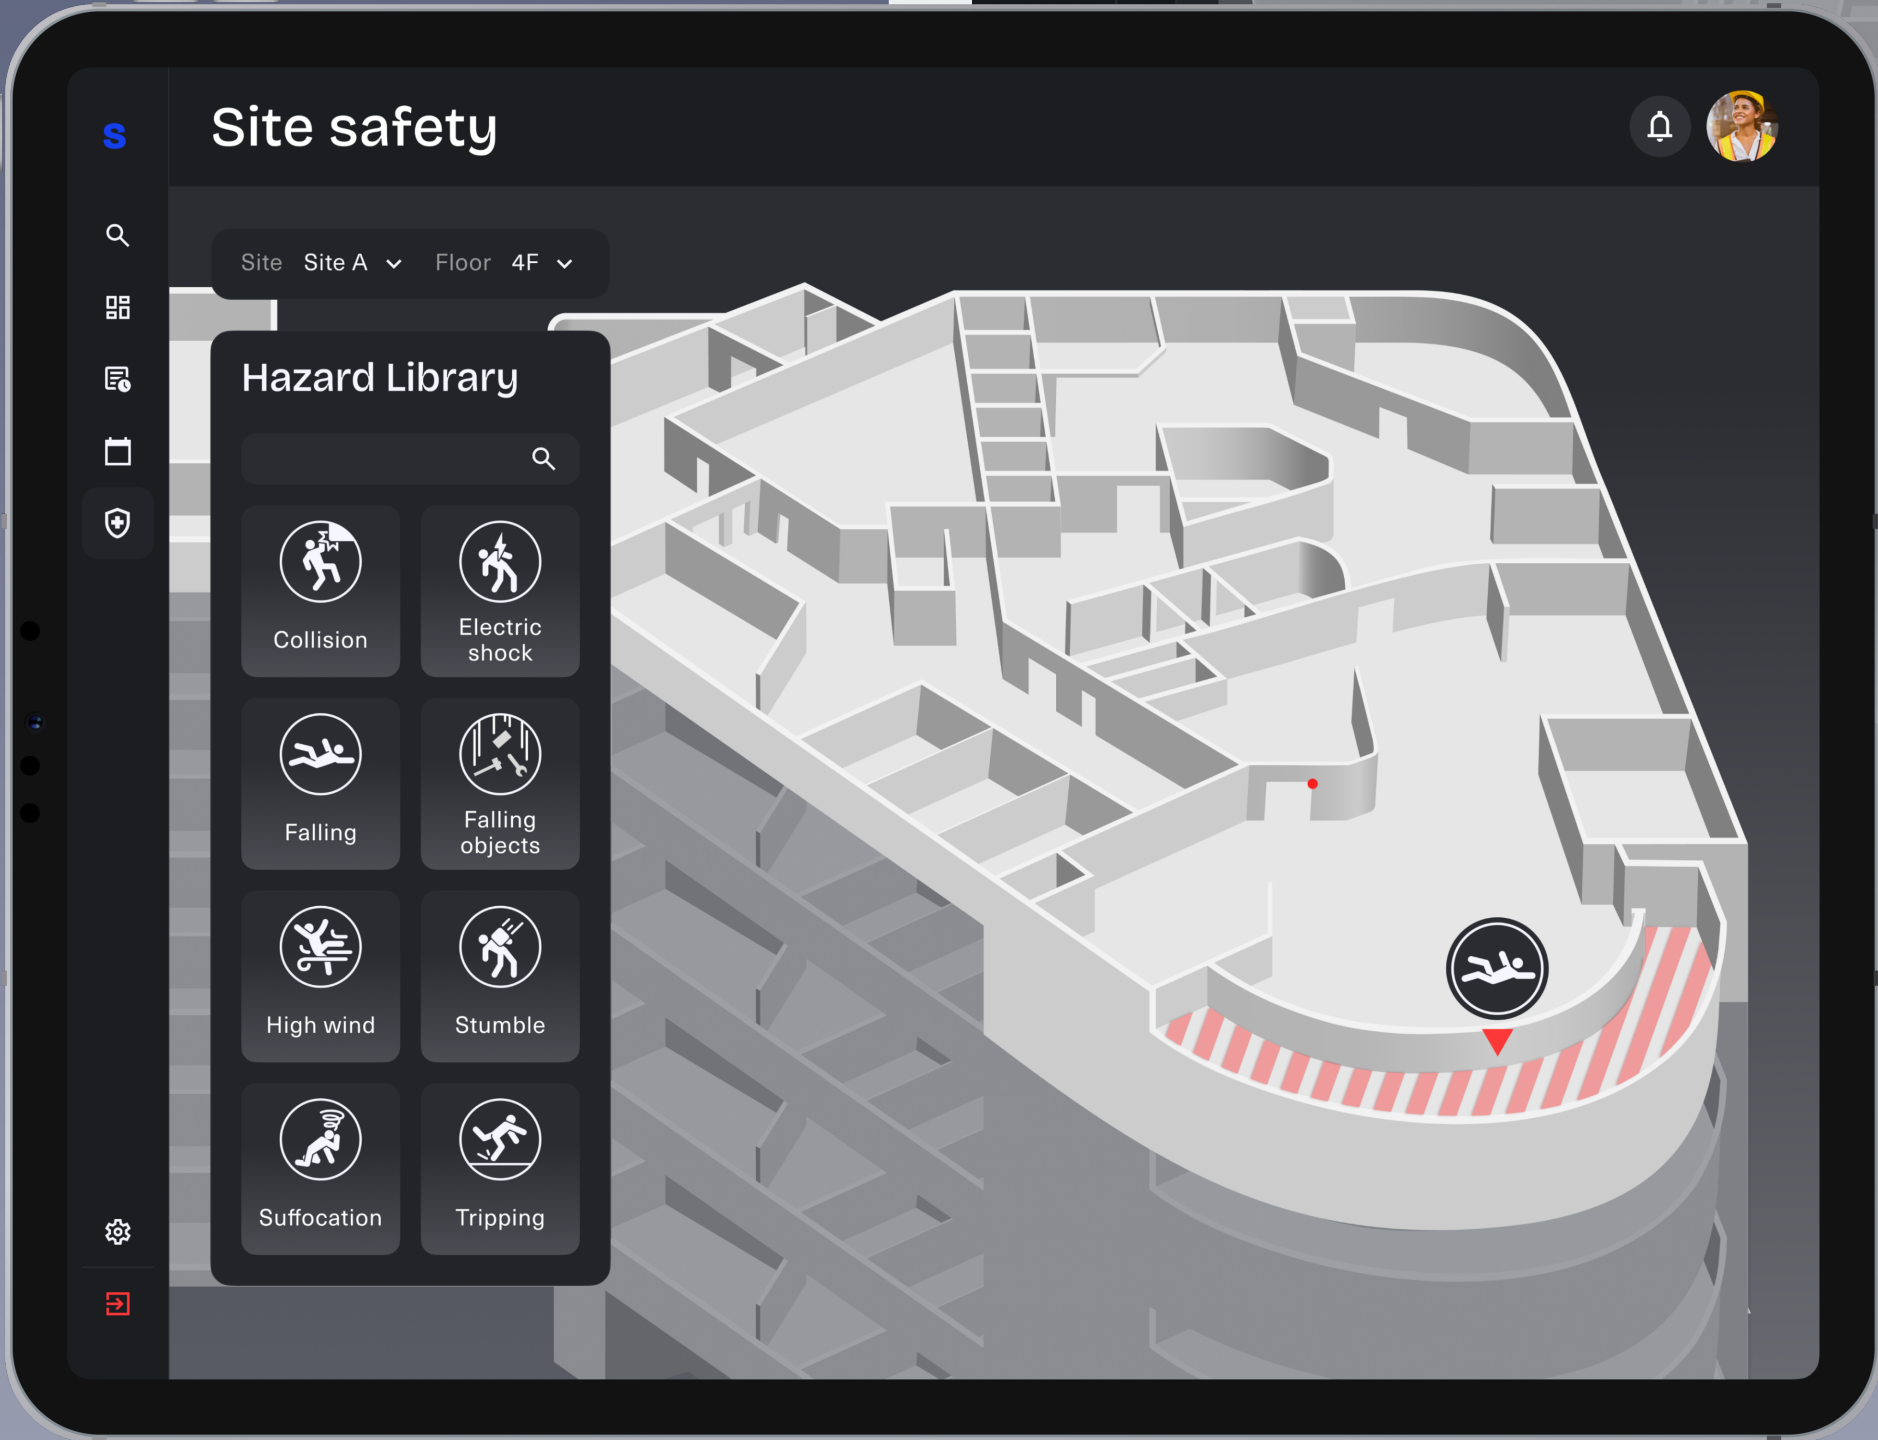 s
Site safety
Site Site A Floor 4F
Hazard Library
Collision
Electric
shock
Falling
Falling
objects
High wind
Stumble
Suffocation
Tripping